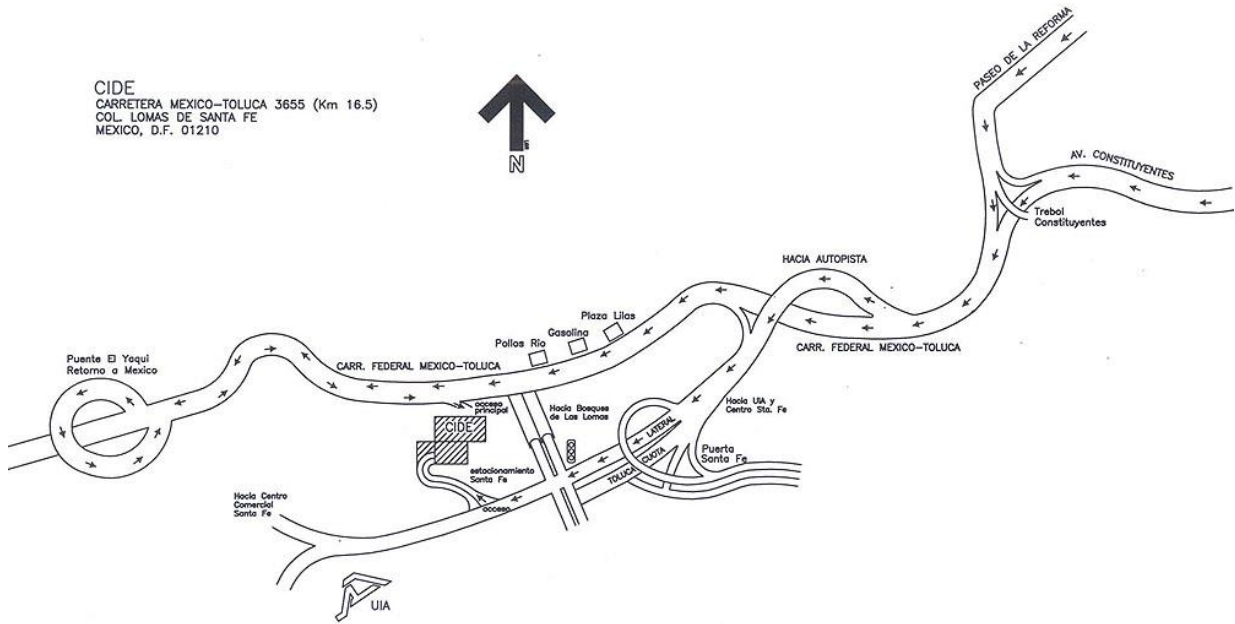 CIDE
CARRETERA MEXICO-TOLUCA 3655 (Km 16.5)
COL. LOMAS DE SANTA FE
MEXICO, D.F. 01210
N
PASEO DE LA REFORMA
AV. CONSTITUYENTES
Trebol
Constituyentes
HACIA AUTOPISTA
CARR. FEDERAL MEXICO-TOLUCA
Plaza Lilas
Gasolina
Pollos Río
CARR. FEDERAL MEXICO-TOLUCA
Puente El Yaqui
Retorno a Mexico
acceso
principal
Hacia Bosques
de Las Lomas
Hacia UIA y
Centro Sta. Fe
CIDE
LATERAL
TOLUCA CUOTA
Puerta
Santa Fe
estacionamiento
Santa Fe
acceso
Hacia Centro
Comercial
Santa Fe
UIA